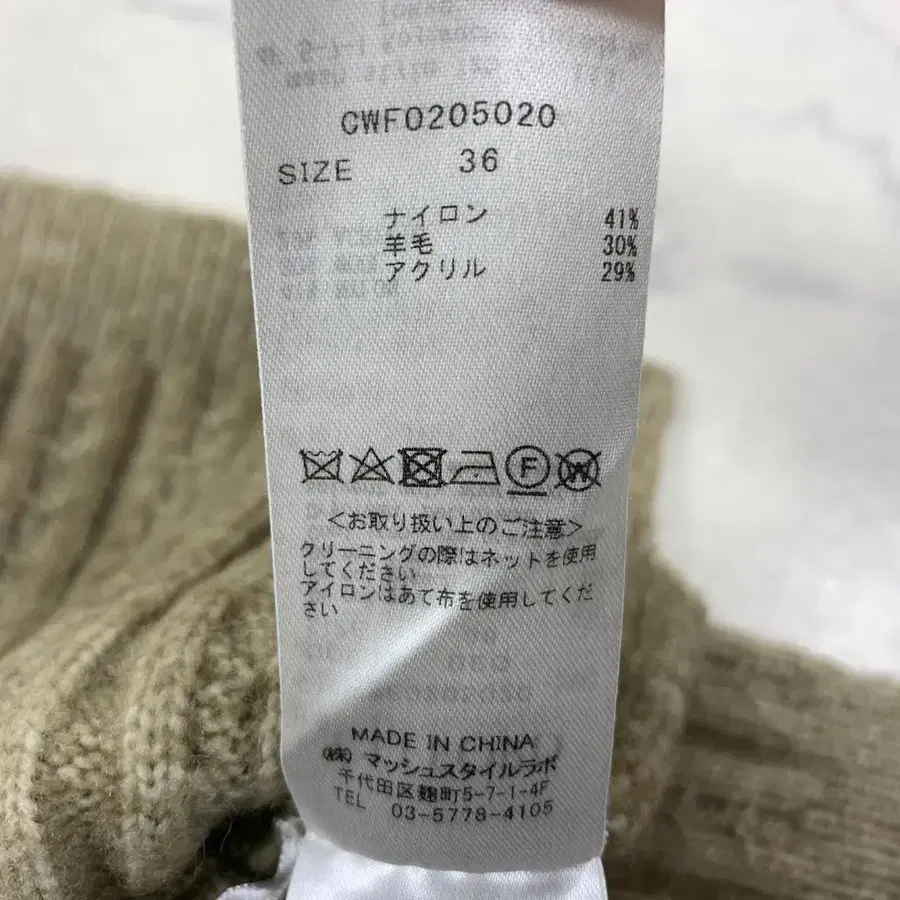 CWF0205020
SIZE 36
ナイロン 41%
羊毛 30%
アクリル 29%
F W
<お取り扱い上のご注意>
クリーニングの際はネットを使用
してください
アイロンはあて布を使用してくだ
さい
MADE IN CHINA
(株)マッシュスタイルラボ
千代田区麹町5-7-1-4F
TEL 03-5778-4105